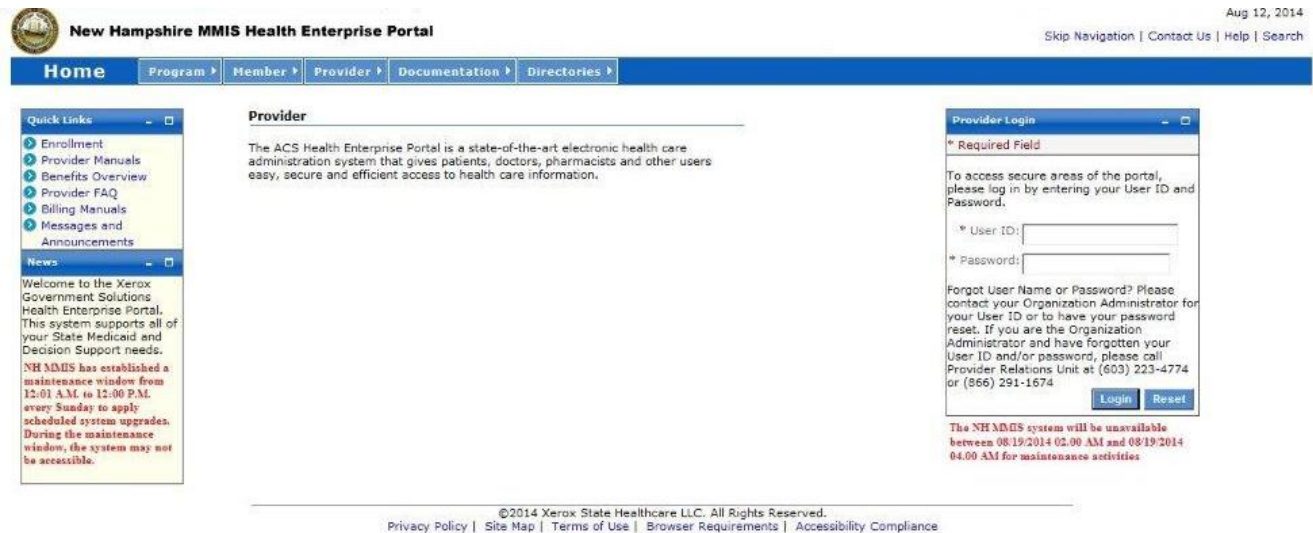 Aug 12, 2014
New Hampshire MMIS Health Enterprise Portal
Skip Navigation | Contact Us | Help | Search
Home Program Member Provider Documentation Directories
Quick Links
Enrollment
Provider Manuals
Benefits Overview
Provider FAQ
Billing Manuals
Messages and
Announcements
News
Welcome to the Xerox
Government Solutions
Health Enterprise Portal.
This system supports all of
your State Medicaid and
Decision Support needs.
NH MMIS has established a
maintenance window from
12:01 A.M. to 12:00 P.M.
every Sunday to apply
scheduled system upgrades.
During the maintenance
window, the system may not
be accessible.
Provider
The ACS Health Enterprise Portal is a state-of-the-art electronic health care
administration system that gives patients, doctors, pharmacists and other users
easy, secure and efficient access to health care information.
Provider Login
* Required Field
To access secure areas of the portal,
please log in by entering your User ID and
Password.
* User ID:
* Password:
Forgot User Name or Password? Please
contact your Organization Administrator for
your User ID or to have your password
reset. If you are the Organization
Administrator and have forgotten your
User ID and/or password, please call
Provider Relations Unit at (603) 223-4774
or (866) 291-1674
Login Reset
The NH MMIS system will be unavailable
between 08/19/2014 02.00 AM and 08/19/2014
04.00 AM for maintenance activities
©2014 Xerox State Healthcare LLC. All Rights Reserved.
Privacy Policy | Site Map | Terms of Use | Browser Requirements | Accessibility Compliance